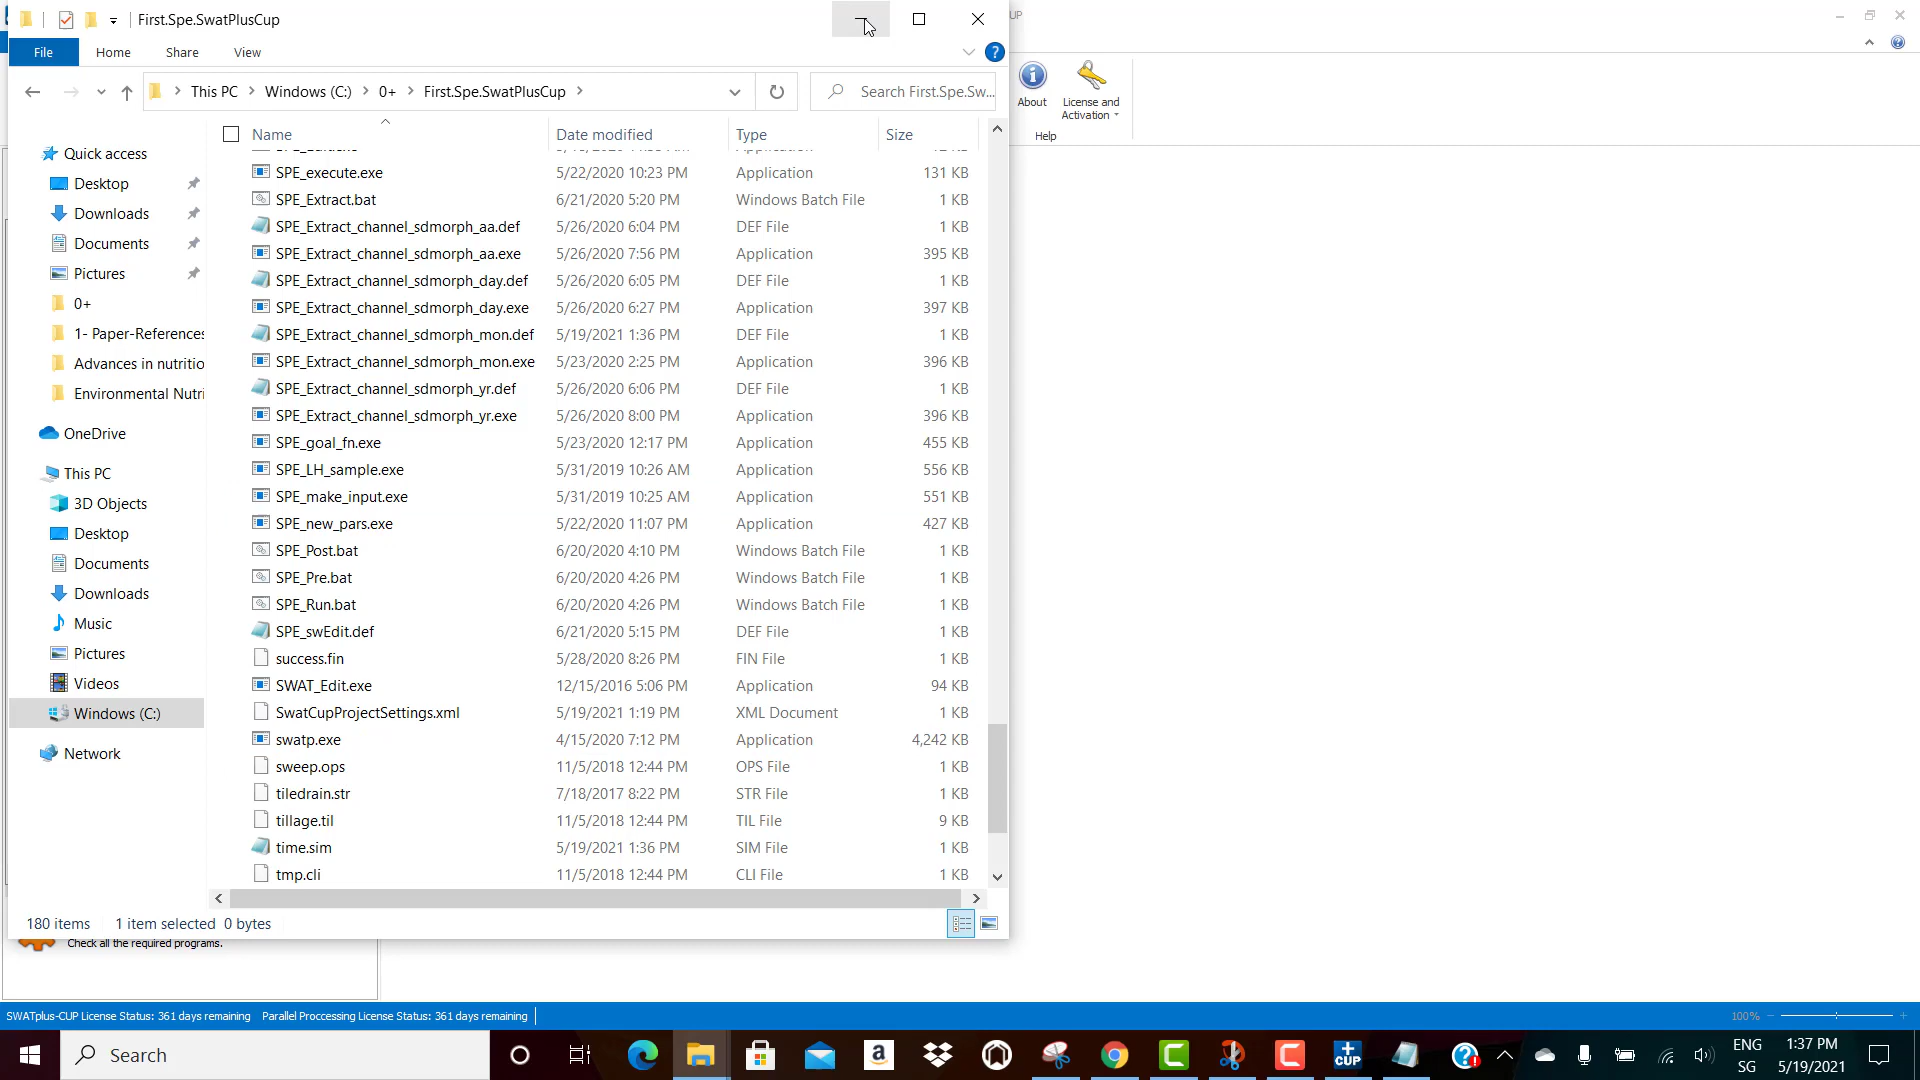 First.Spe.SwatPlusCup
UP
File Home Share View
This PC Windows (C:) 0+ First.Spe.SwatPlusCup
Search First.Spe.Sw...
About
License and
Activation
Help
Name Date modified Type Size
SPE_execute.exe 5/22/2020 10:23 PM Application 131 KB
SPE_Extract.bat 6/21/2020 5:20 PM Windows Batch File 1 KB
SPE_Extract_channel_sdmorph_aa.def 5/26/2020 6:04 PM DEF File 1 KB
SPE_Extract_channel_sdmorph_aa.exe 5/26/2020 7:56 PM Application 395 KB
SPE_Extract_channel_sdmorph_day.def 5/26/2020 6:05 PM DEF File 1 KB
SPE_Extract_channel_sdmorph_day.exe 5/26/2020 6:27 PM Application 397 KB
SPE_Extract_channel_sdmorph_mon.def 5/19/2021 1:36 PM DEF File 1 KB
SPE_Extract_channel_sdmorph_mon.exe 5/23/2020 2:25 PM Application 396 KB
SPE_Extract_channel_sdmorph_yr.def 5/26/2020 6:06 PM DEF File 1 KB
SPE_Extract_channel_sdmorph_yr.exe 5/26/2020 8:00 PM Application 396 KB
SPE_goal_fn.exe 5/23/2020 12:17 PM Application 455 KB
SPE_LH_sample.exe 5/31/2019 10:26 AM Application 556 KB
SPE_make_input.exe 5/31/2019 10:25 AM Application 551 KB
SPE_new_pars.exe 5/22/2020 11:07 PM Application 427 KB
SPE_Post.bat 6/20/2020 4:10 PM Windows Batch File 1 KB
SPE_Pre.bat 6/20/2020 4:26 PM Windows Batch File 1 KB
SPE_Run.bat 6/20/2020 4:26 PM Windows Batch File 1 KB
SPE_swEdit.def 6/21/2020 5:15 PM DEF File 1 KB
success.fin 5/28/2020 8:26 PM FIN File 1 KB
SWAT_Edit.exe 12/15/2016 5:06 PM Application 94 KB
SwatCupProjectSettings.xml 5/19/2021 1:19 PM XML Document 1 KB
swatp.exe 4/15/2020 7:12 PM Application 4,242 KB
sweep.ops 11/5/2018 12:44 PM OPS File 1 KB
tiledrain.str 7/18/2017 8:22 PM STR File 1 KB
tillage.til 11/5/2018 12:44 PM TIL File 9 KB
time.sim 5/19/2021 1:36 PM SIM File 1 KB
tmp.cli 11/5/2018 12:44 PM CLI File 1 KB
Quick access
Desktop
Downloads
Documents
Pictures
0+
1- Paper-References
Advances in nutritio
Environmental Nutri
OneDrive
This PC
3D Objects
Desktop
Documents
Downloads
Music
Pictures
Videos
Windows (C:)
Network
180 items 1 item selected 0 bytes
Check all the required programs.
SWATplus-CUP License Status: 361 days remaining Parallel Proccessing License Status: 361 days remaining
100%
Search
a
+
CUP
ENG
SG
1:37 PM
5/19/2021